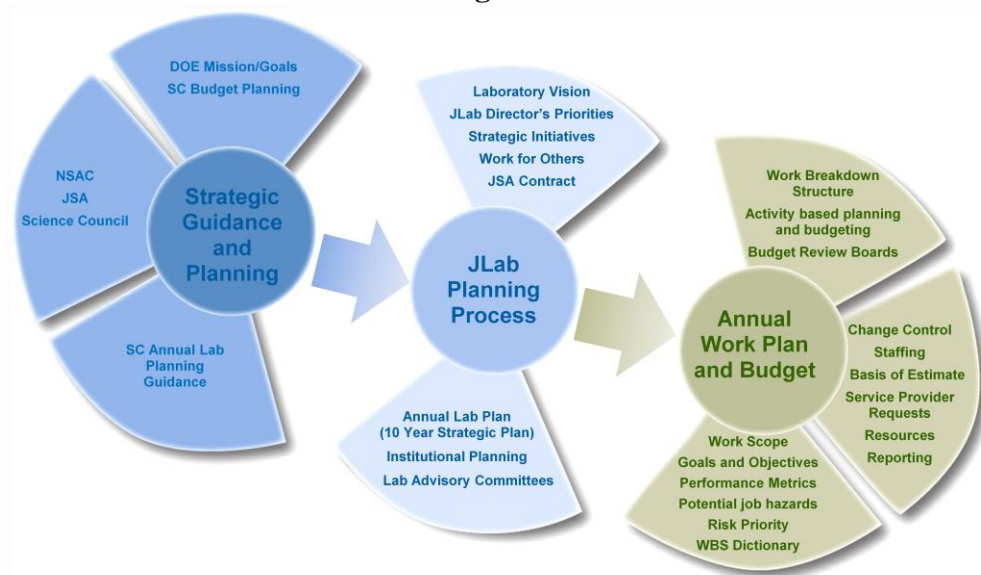 DOE Mission/Goals
SC Budget Planning
NSAC
JSA
Science Council
Strategic
Guidance
and
Planning
SC Annual Lab
Planning
Guidance
Laboratory Vision
JLab Director's Priorities
Strategic Initiatives
Work for Others
JSA Contract
JLab
Planning
Process
Annual Lab Plan
(10 Year Strategic Plan)
Institutional Planning
Lab Advisory Committees
Work Breakdown
Structure
Activity based planning
and budgeting
Budget Review Boards
Annual
Work Plan
and Budget
Change Control
Staffing
Basis of Estimate
Service Provider
Requests
Resources
Reporting
Work Scope
Goals and Objectives
Performance Metrics
Potential job hazards
Risk Priority
WBS Dictionary